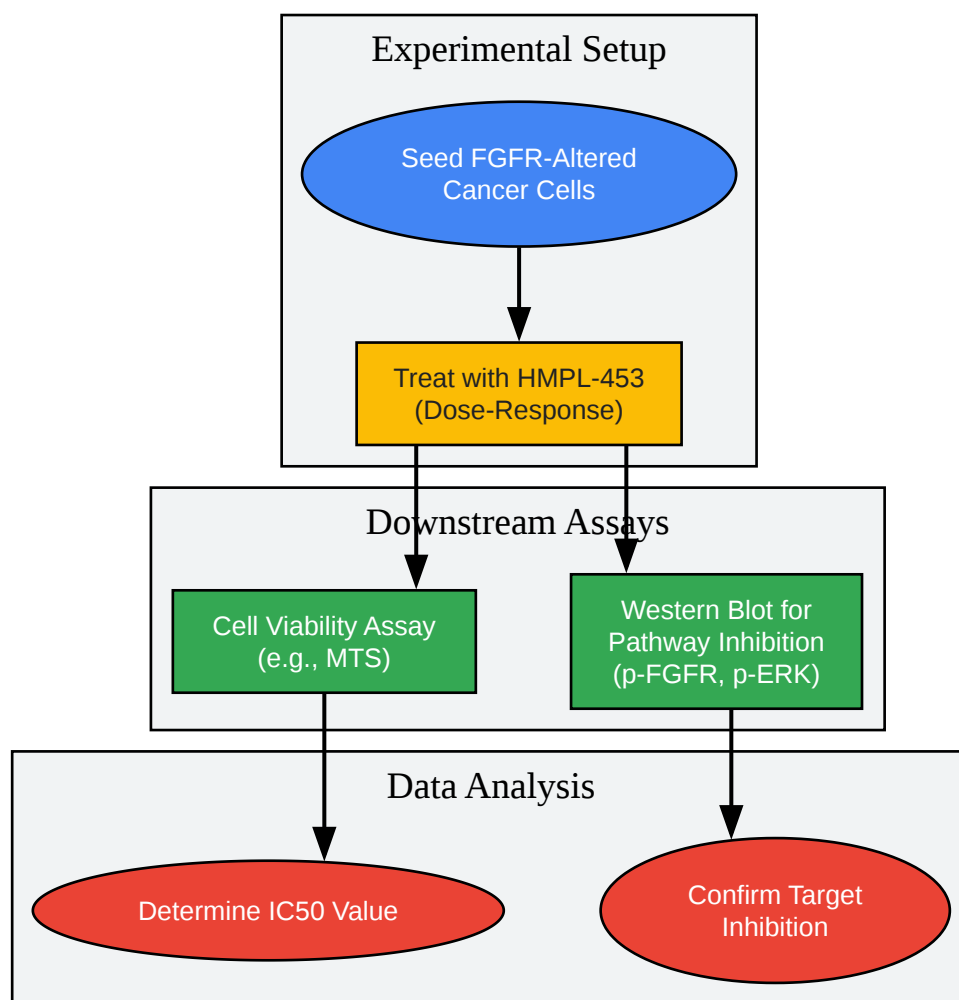 Experimental Setup
Seed FGFR-Altered
Cancer Cells
Treat with HMPL-453
(Dose-Response)
Downstream Assays
Cell Viability Assay
(e.g., MTS)
Western Blot for
Pathway Inhibition
(p-FGFR, p-ERK)
Data Analysis
Determine IC50 Value
Confirm Target
Inhibition